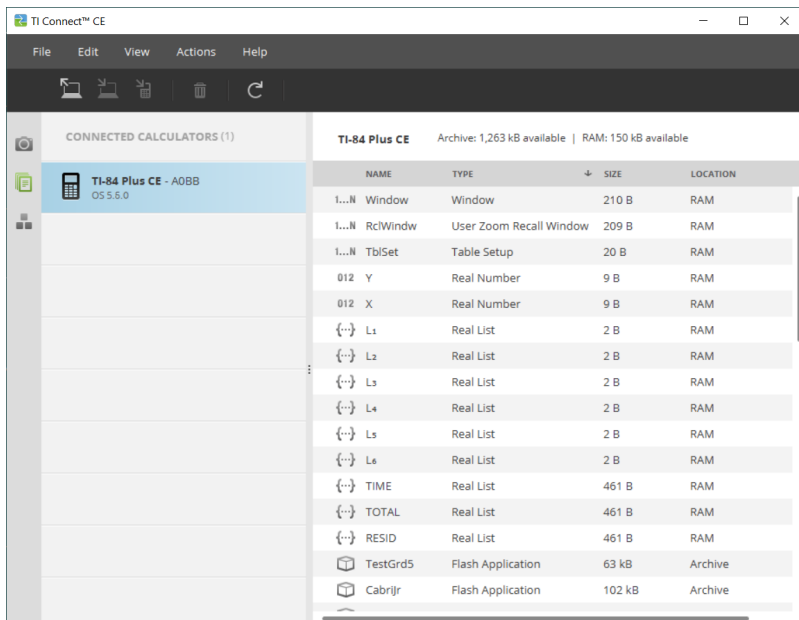 TI Connect™ CE
File Edit View Actions Help
CONNECTED CALCULATORS (1)
TI-84 Plus CE - A0BB
OS 5.6.0
TI-84 Plus CE Archive: 1,263 kB available | RAM: 150 kB available
NAME TYPE SIZE LOCATION
1...N Window Window 210 B RAM
1...N RclWindw User Zoom Recall Window 209 B RAM
1...N TblSet Table Setup 20 B RAM
012 Y Real Number 9 B RAM
012 X Real Number 9 B RAM
{...} L₁ Real List 2 B RAM
{...} L₂ Real List 2 B RAM
{...} L₃ Real List 2 B RAM
{...} L₄ Real List 2 B RAM
{...} L₅ Real List 2 B RAM
{...} L₆ Real List 2 B RAM
{...} TIME Real List 461 B RAM
{...} TOTAL Real List 461 B RAM
{...} RESID Real List 461 B RAM
TestGrd5 Flash Application 63 kB Archive
CabriJr Flash Application 102 kB Archive